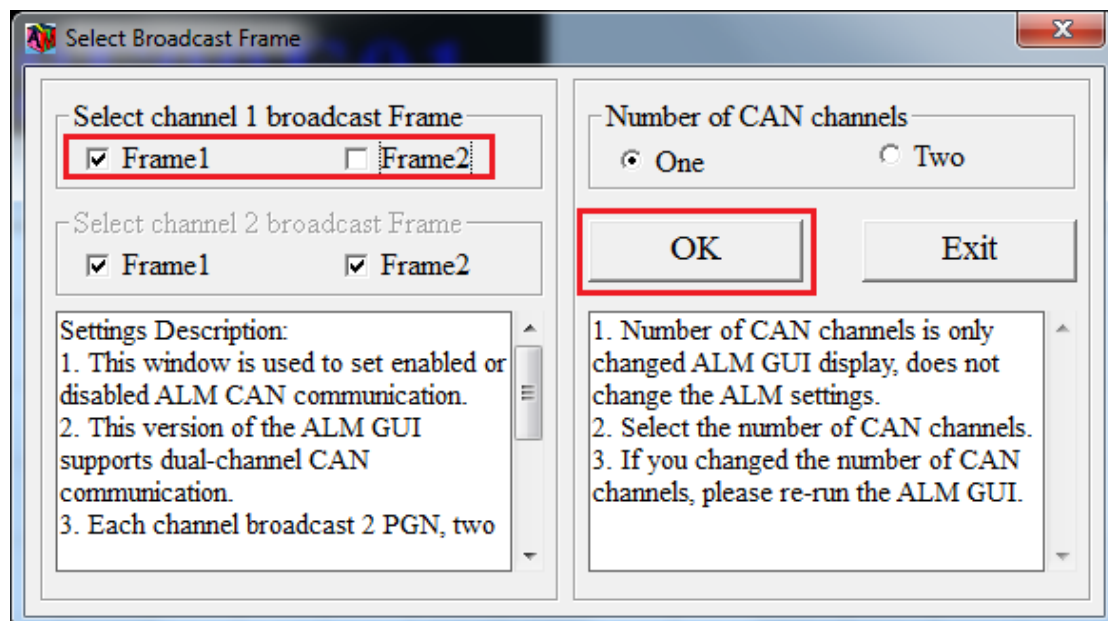 Select Broadcast Frame
Select channel 1 broadcast Frame
Frame1 Frame2
Select channel 2 broadcast Frame
Frame1 Frame2
Settings Description:
1. This window is used to set enabled or
disabled ALM CAN communication.
2. This version of the ALM GUI
supports dual-channel CAN
communication.
3. Each channel broadcast 2 PGN, two
Number of CAN channels
One Two
OK Exit
1. Number of CAN channels is only
changed ALM GUI display, does not
change the ALM settings.
2. Select the number of CAN channels.
3. If you changed the number of CAN
channels, please re-run the ALM GUI.